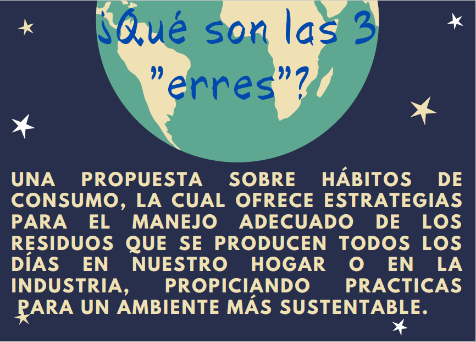 ¿Qué son las 3
"erres"?
UNA PROPUESTA SOBRE HÁBITOS DE
CONSUMO, LA CUAL OFRECE ESTRATEGIAS
PARA EL MANEJO ADECUADO DE LOS
RESIDUOS QUE SE PRODUCEN TODOS LOS
DÍAS EN NUESTRO HOGAR O EN LA
INDUSTRIA, PROPICIANDO PRACTICAS
PARA UN AMBIENTE MÁS SUSTENTABLE.